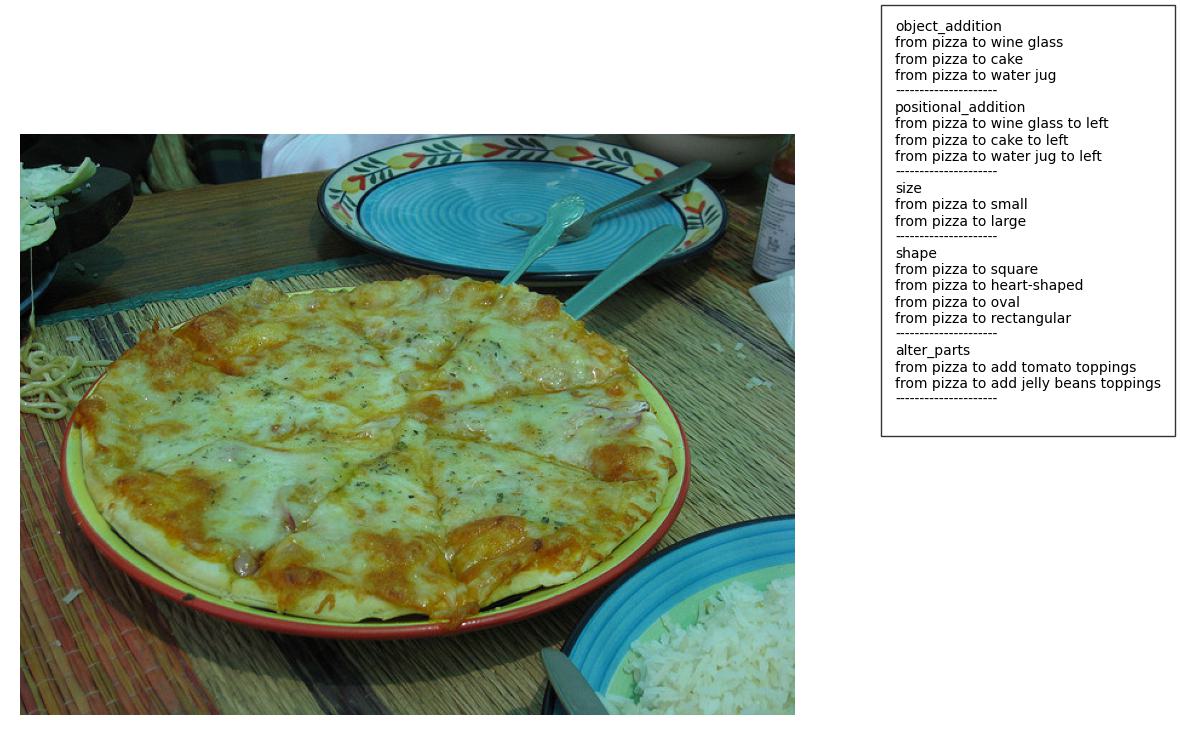 object_addition
from pizza to wine glass
from pizza to cake
from pizza to water jug
---------------------
positional_addition
from pizza to wine glass to left
from pizza to cake to left
from pizza to water jug to left
---------------------
size
from pizza to small
from pizza to large
---------------------
shape
from pizza to square
from pizza to heart-shaped
from pizza to oval
from pizza to rectangular
---------------------
alter_parts
from pizza to add tomato toppings
from pizza to add jelly beans toppings
---------------------